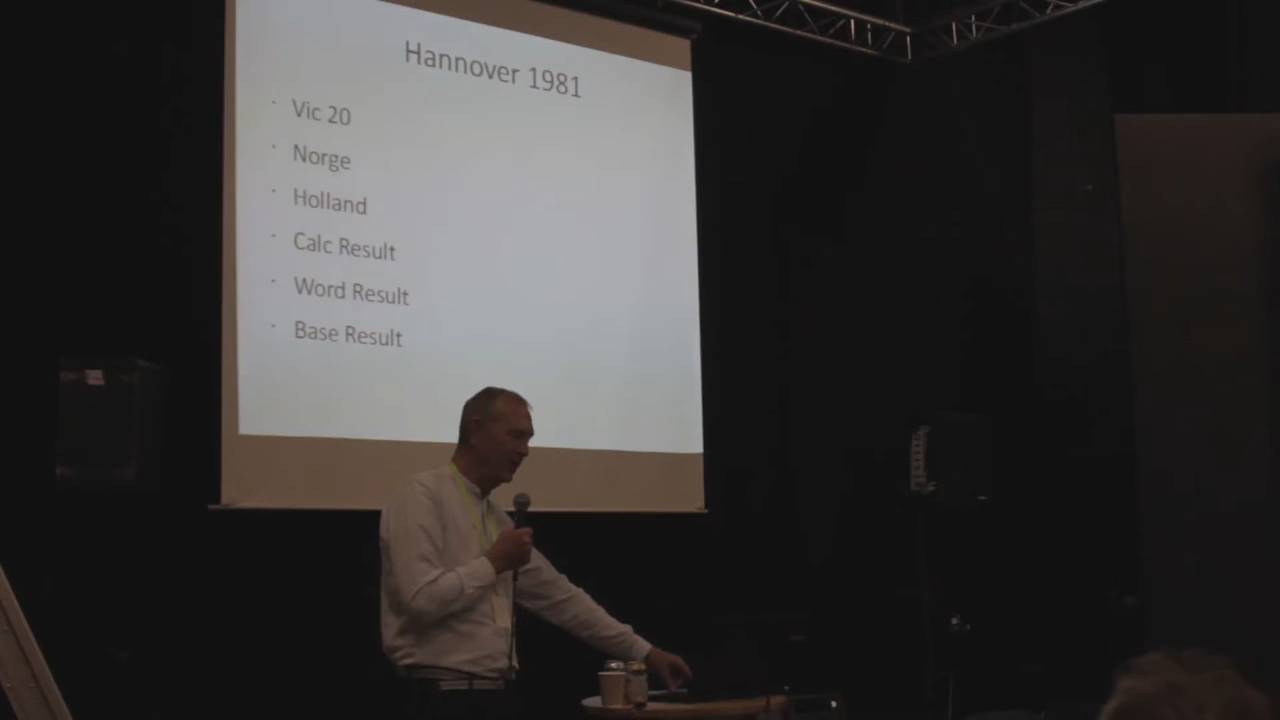 Hannover 1981
Vic 20
Norge
Holland
Calc Result
Word Result
Base Result